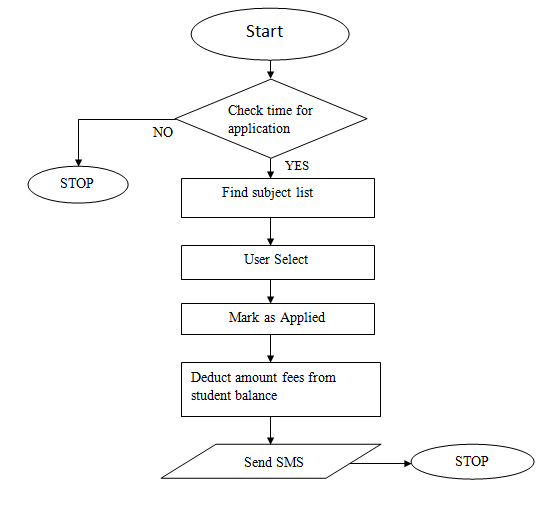 Start
Check time for
application
NO
YES
STOP
Find subject list
User Select
Mark as Applied
Deduct amount fees from
student balance
Send SMS
STOP